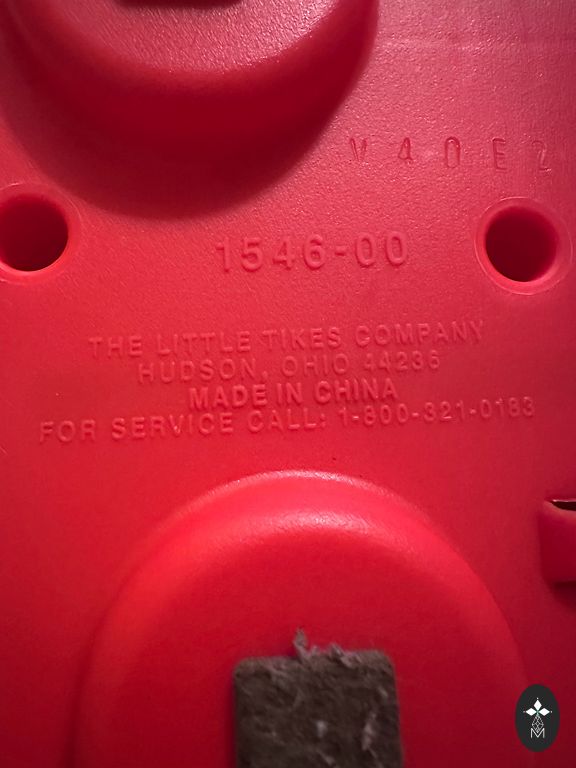 V40E2
1546-00
THE LITTLE TIKES COMPANY
HUDSON, OHIO 44236
MADE IN CHINA
FOR SERVICE CALL: 1-800-321-0183
M